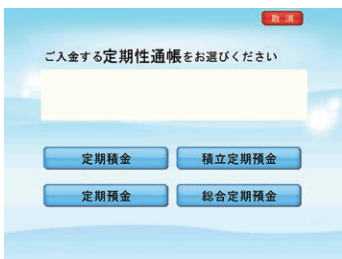 取 消
ご入金する定期性通帳をお選びください
定期積金
積立定期預金
定期預金
総合定期預金